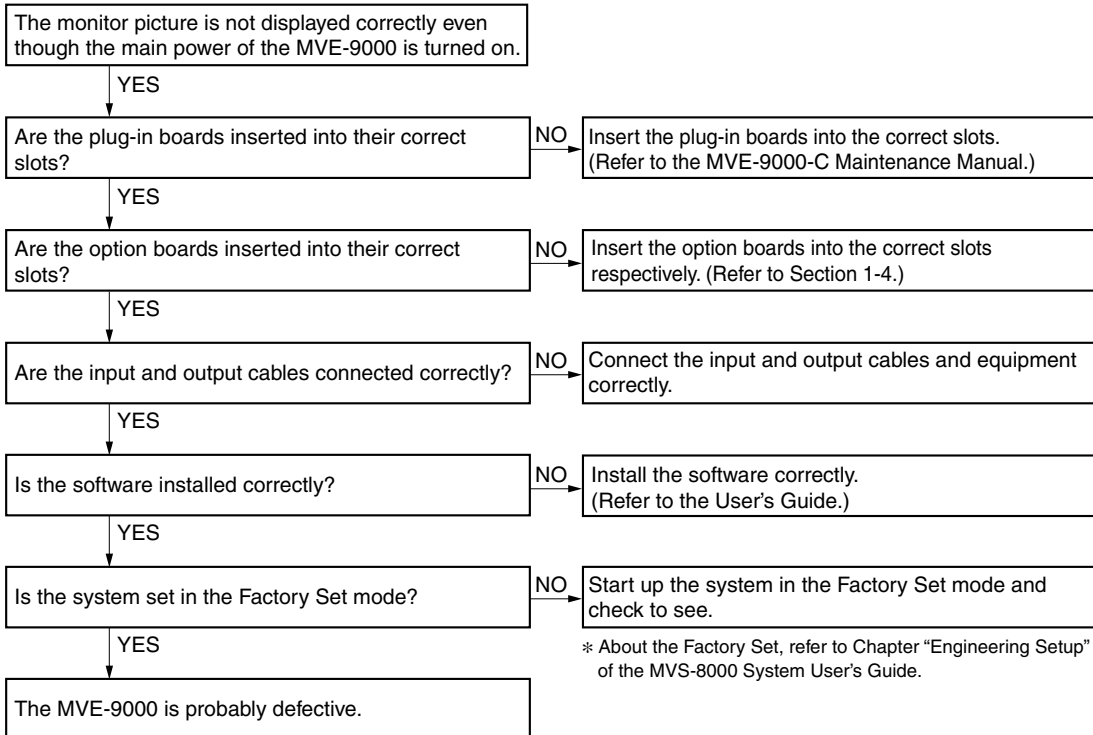 The monitor picture is not displayed correctly even
though the main power of the MVE-9000 is turned on.
YES
Are the plug-in boards inserted into their correct
slots?
NO
Insert the plug-in boards into the correct slots.
(Refer to the MVE-9000-C Maintenance Manual.)
YES
Are the option boards inserted into their correct
slots?
NO
Insert the option boards into the correct slots
respectively. (Refer to Section 1-4.)
YES
Are the input and output cables connected correctly?
NO
Connect the input and output cables and equipment
correctly.
YES
Is the software installed correctly?
NO
Install the software correctly.
(Refer to the User’s Guide.)
YES
Is the system set in the Factory Set mode?
NO
Start up the system in the Factory Set mode and
check to see.
YES
* About the Factory Set, refer to Chapter “Engineering Setup”
of the MVS-8000 System User’s Guide.
The MVE-9000 is probably defective.